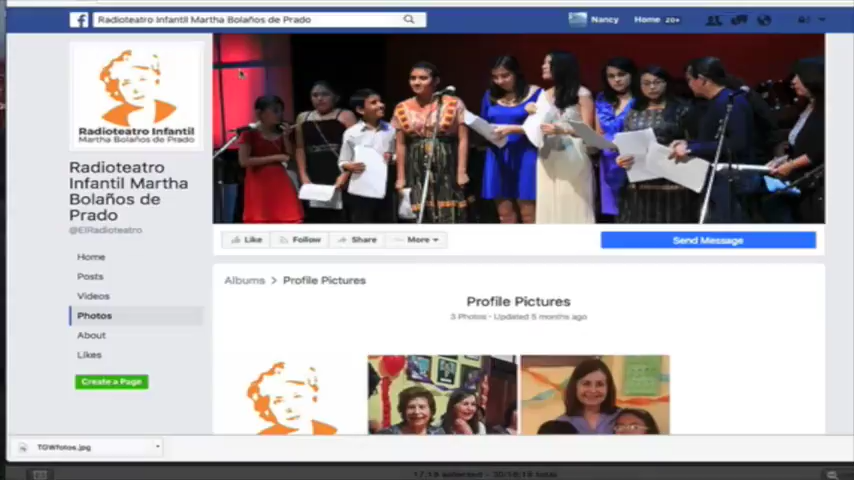 Radioteatro Infantil Martha Bolaños de Prado
Nancy
Home 20+
Radioteatro Infantil
Martha Bolaños de Prado
Radioteatro
Infantil Martha
Bolaños de
Prado
@ElRadioteatro
Home
Posts
Videos
Photos
About
Likes
Create a Page
Like
Follow
Share
More
Send Message
Albums > Profile Pictures
Profile Pictures
3 Photos · Updated 5 months ago
TGWfotos.jpg